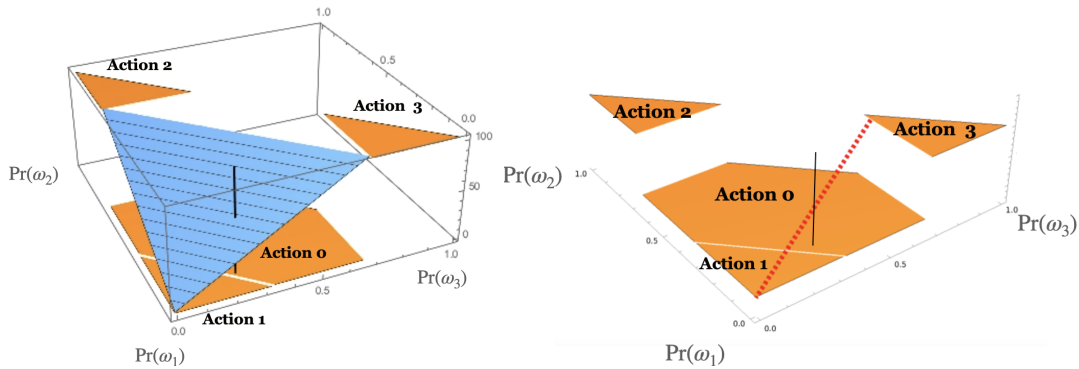 1.0
Action 2
0.5
Action 3
0.0
100
Pr(ω2)
50
Action 0
0
1.0
Pr(ω3)
0.5
Action 1
0.0
Pr(ω1)
Action 2
Action 3
Pr(ω2)
1.0
Action 0
1.0
Pr(ω3)
0.5
Action 1
0.5
0.0
0.0
Pr(ω1)